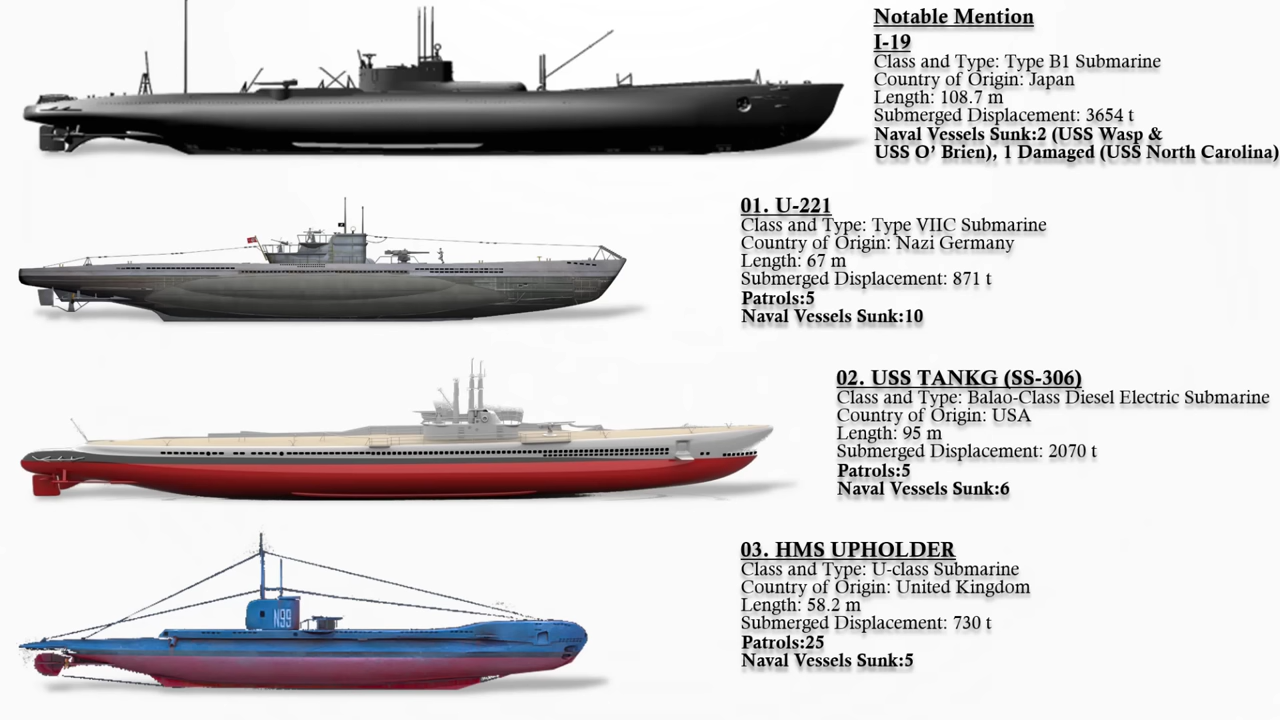 Notable Mention
I-19
Class and Type: Type B1 Submarine
Country of Origin: Japan
Length: 108.7 m
Submerged Displacement: 3654 t
Naval Vessels Sunk:2 (USS Wasp &
USS O' Brien), 1 Damaged (USS North Carolina)
01. U-221
Class and Type: Type VIIC Submarine
Country of Origin: Nazi Germany
Length: 67 m
Submerged Displacement: 871 t
Patrols:5
Naval Vessels Sunk:10
02. USS TANKG (SS-306)
Class and Type: Balao-Class Diesel Electric Submarine
Country of Origin: USA
Length: 95 m
Submerged Displacement: 2070 t
Patrols:5
Naval Vessels Sunk:6
N99
03. HMS UPHOLDER
Class and Type: U-class Submarine
Country of Origin: United Kingdom
Length: 58.2 m
Submerged Displacement: 730 t
Patrols:25
Naval Vessels Sunk:5